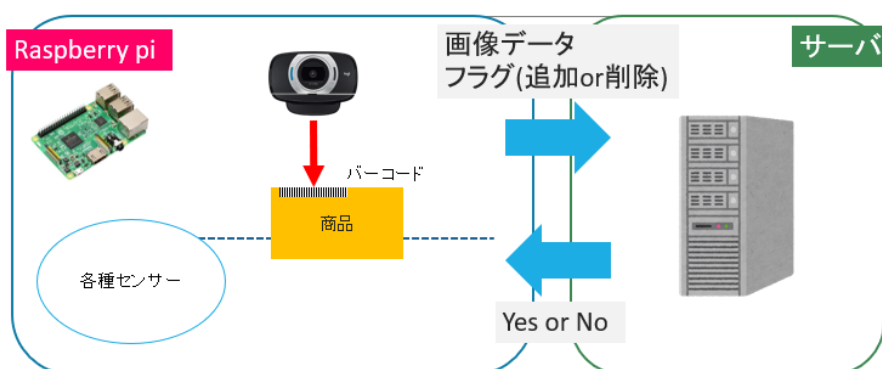 Raspberry pi
画像データ
フラグ(追加or削除)
サーバ
バーコード
商品
各種センサー
Yes or No